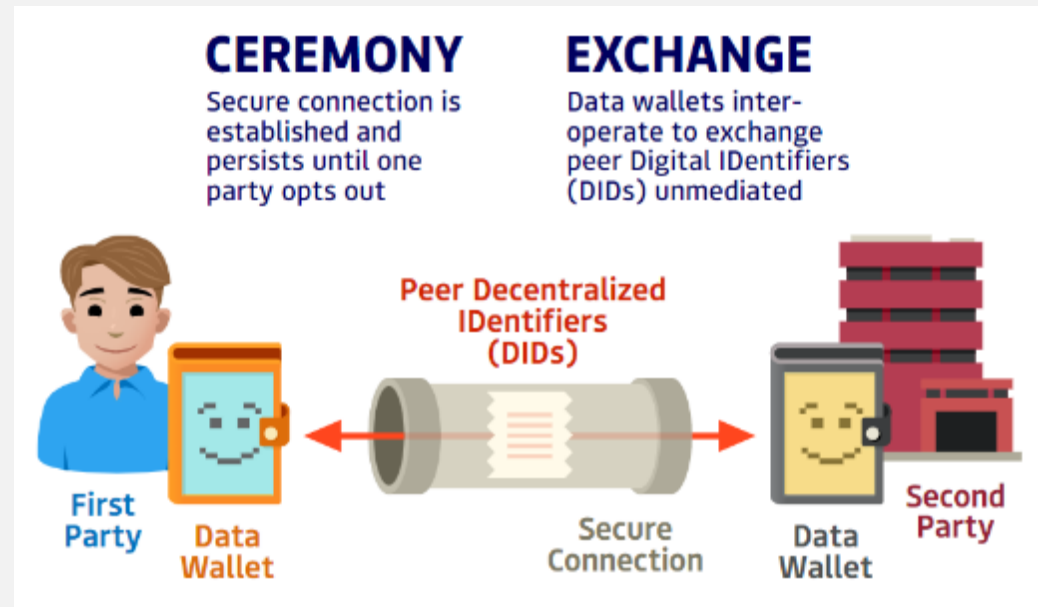 CEREMONY
Secure connection is
established and
persists until one
party opts out
EXCHANGE
Data wallets inter-
operate to exchange
peer Digital IDentifiers
(DIDs) unmediated
Peer Decentralized
IDentifiers
(DIDs)
First
Party
Data
Wallet
Secure
Connection
Data
Wallet
Second
Party